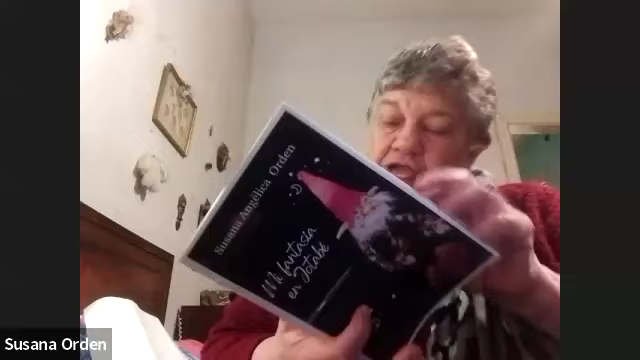 Susana Angélica Orden
Mi fantasía
en Jotabé
Susana Orden